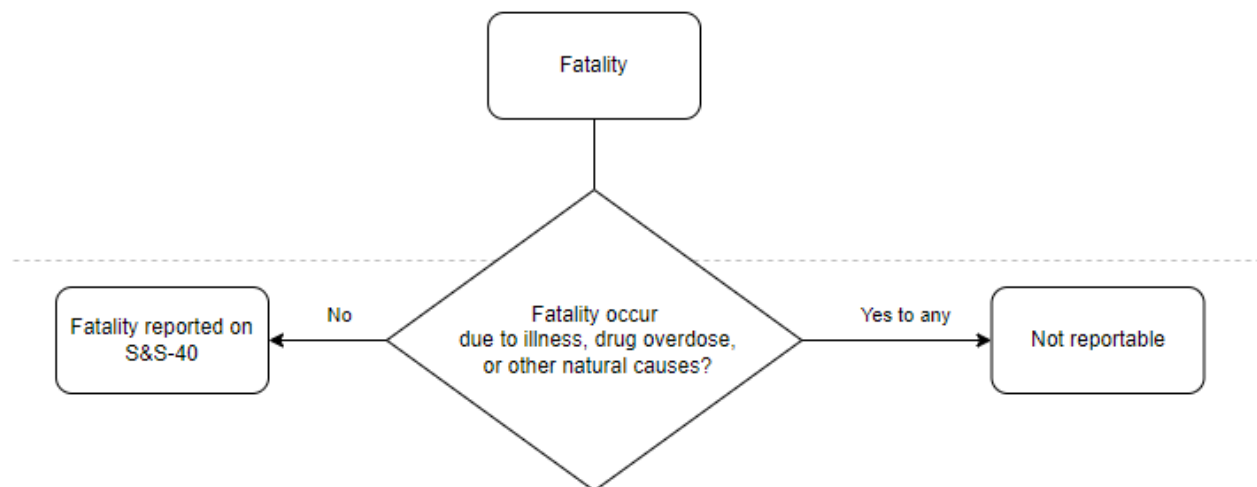 Fatality
Fatality reported on
S&S-40
No
Fatality occur
due to illness, drug overdose,
or other natural causes?
Yes to any
Not reportable